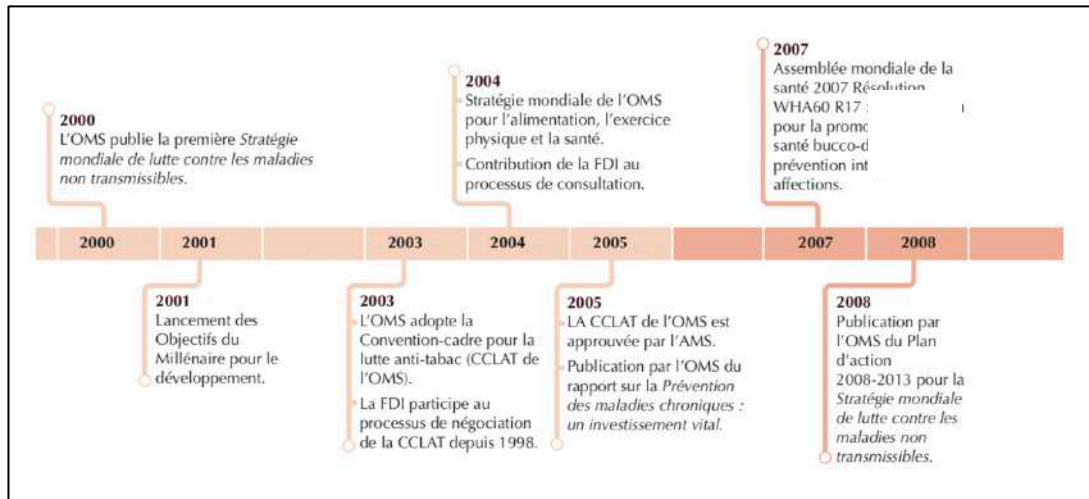 2000
L'OMS publie la première Stratégie
mondiale de lutte contre les maladies
non transmissibles.
2004
Stratégie mondiale de l'OMS
pour l'alimentation, l'exercice
physique et la santé.
Contribution de la FDI au
processus de consultation.
2007
Assemblée mondiale de la
santé 2007 Résolution
WHA60 R17 :
pour la
santé
prévention
affections.
2000 2001 2003 2004 2005 2007 2008
2001
Lancement des
Objectifs du
Millénaire pour le
développement.
2003
L'OMS adopte la
Convention-cadre pour la
lutte anti-tabac (CCLAT de
l'OMS).
La FDI participe au
processus de négociation
de la CCLAT depuis 1998.
2005
LA CCLAT de l'OMS est
approuvée par l'AMS.
Publication par l'OMS du
rapport sur la Prévention
des maladies chroniques :
un investissement vital.
2008
Publication par
l'OMS du Plan
d'action
2008-2013 pour la
Stratégie mondiale
de lutte contre les
maladies non
transmissibles.